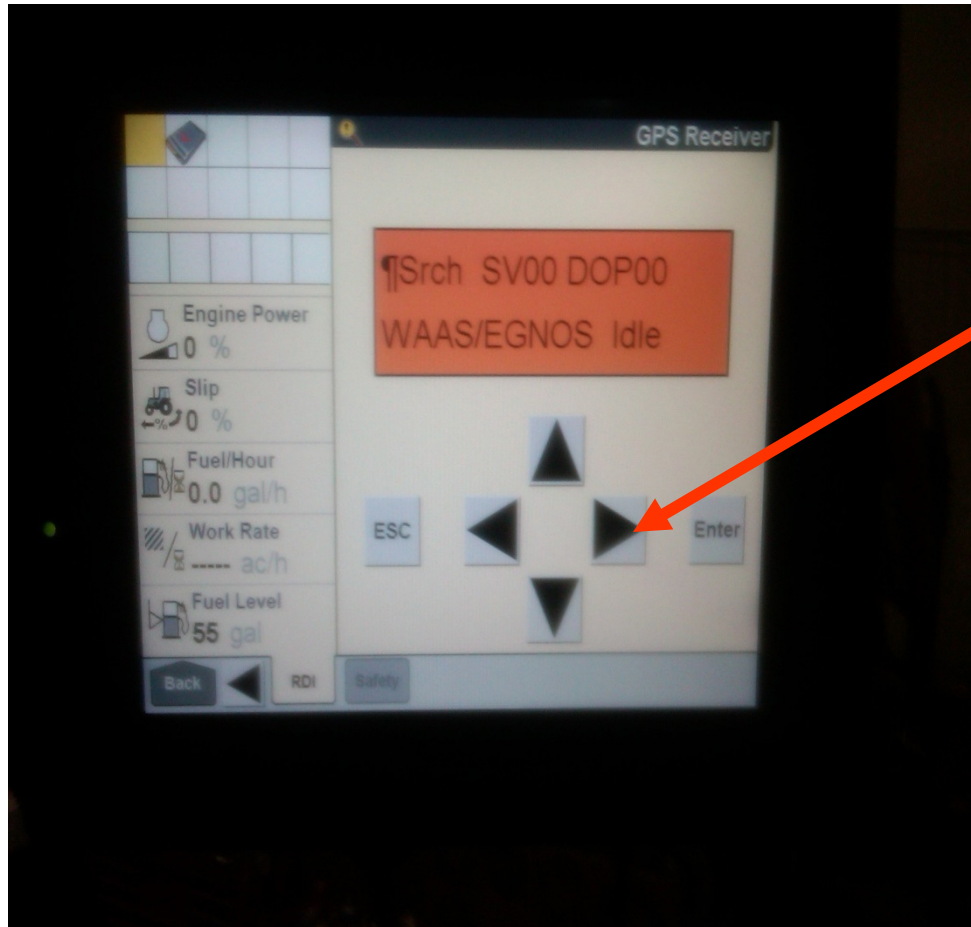 GPS Receiver
¶Srch SV00 DOP00
WAAS/EGNOS Idle
Engine Power
0 %
Slip
0 %
Fuel/Hour
0.0 gal/h
Work Rate
----- ac/h
Fuel Level
55 gal
ESC
Enter
Back
RDI
Safety